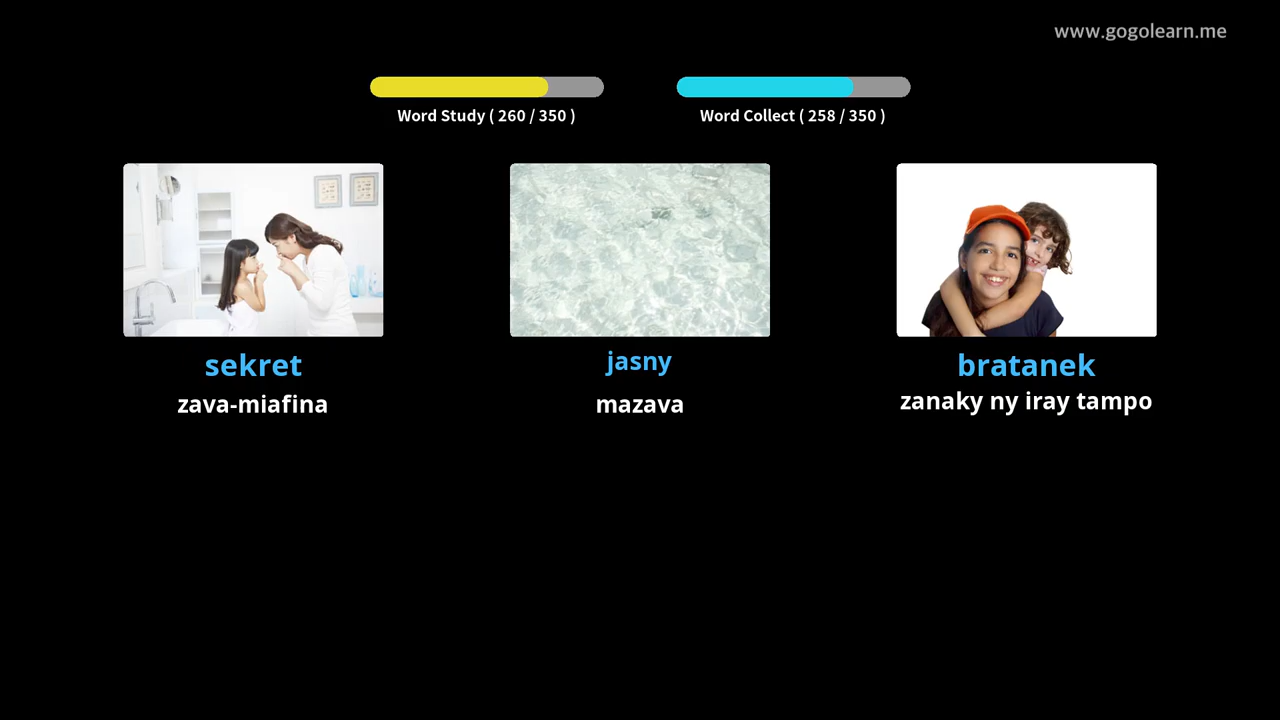 www.gogolearn.me
Word Study ( 260 / 350 )
Word Collect ( 258 / 350 )
sekret
zava-miafina
jasny
mazava
bratanek
zanaky ny iray tampo